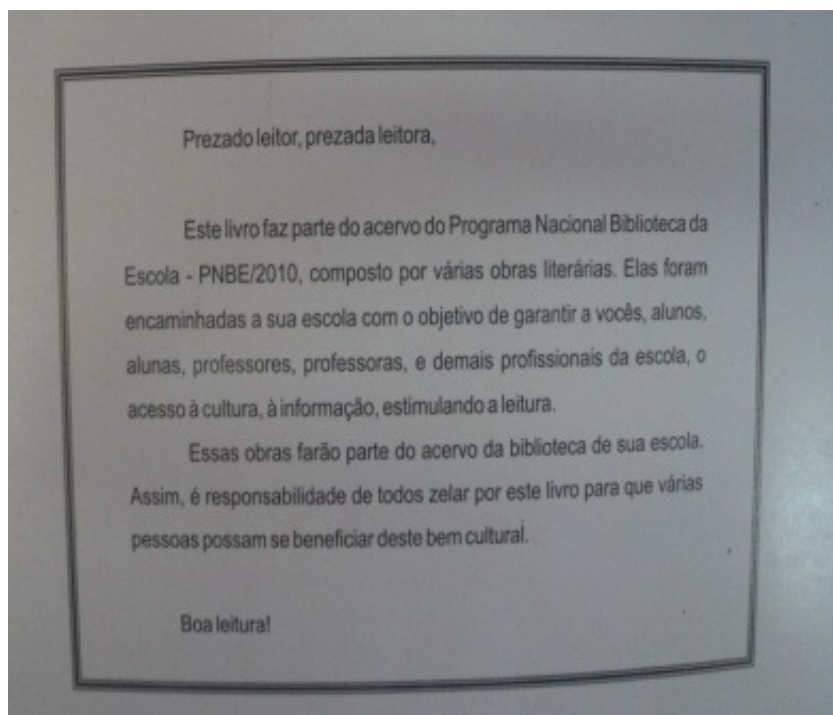 Prezado leitor, prezada leitora,
Este livro faz parte do acervo do Programa Nacional Biblioteca da
Escola - PNBE/2010, composto por várias obras literárias. Elas foram
encaminhadas a sua escola com o objetivo de garantir a vocês, alunos,
alunas, professores, professoras, e demais profissionais da escola, o
acesso à cultura, à informação, estimulando a leitura.
Essas obras farão parte do acervo da biblioteca de sua escola.
Assim, é responsabilidade de todos zelar por este livro para que várias
pessoas possam se beneficiar deste bem cultural.
Boa leitura!